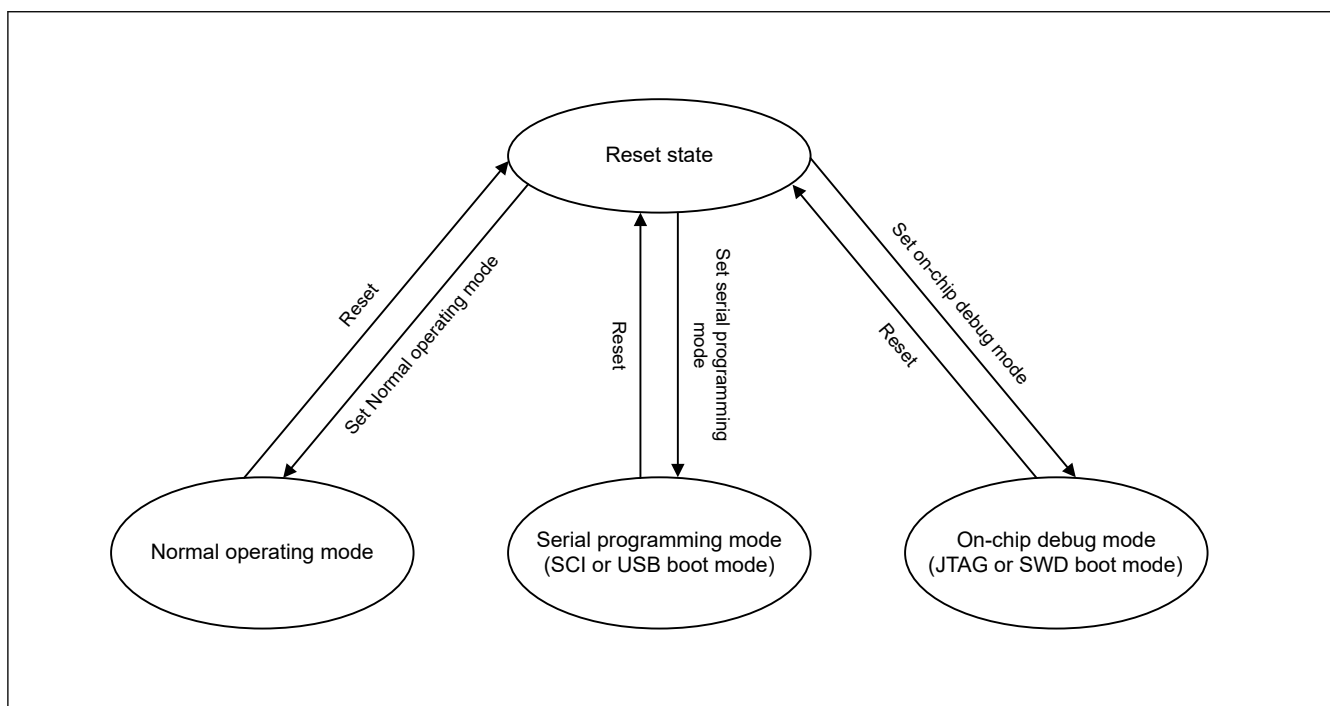 Reset state
Reset
Set Normal operating mode
Reset
Set serial programming
mode
Set on-chip debug mode
Reset
Normal operating mode
Serial programming mode
(SCI or USB boot mode)
On-chip debug mode
(JTAG or SWD boot mode)